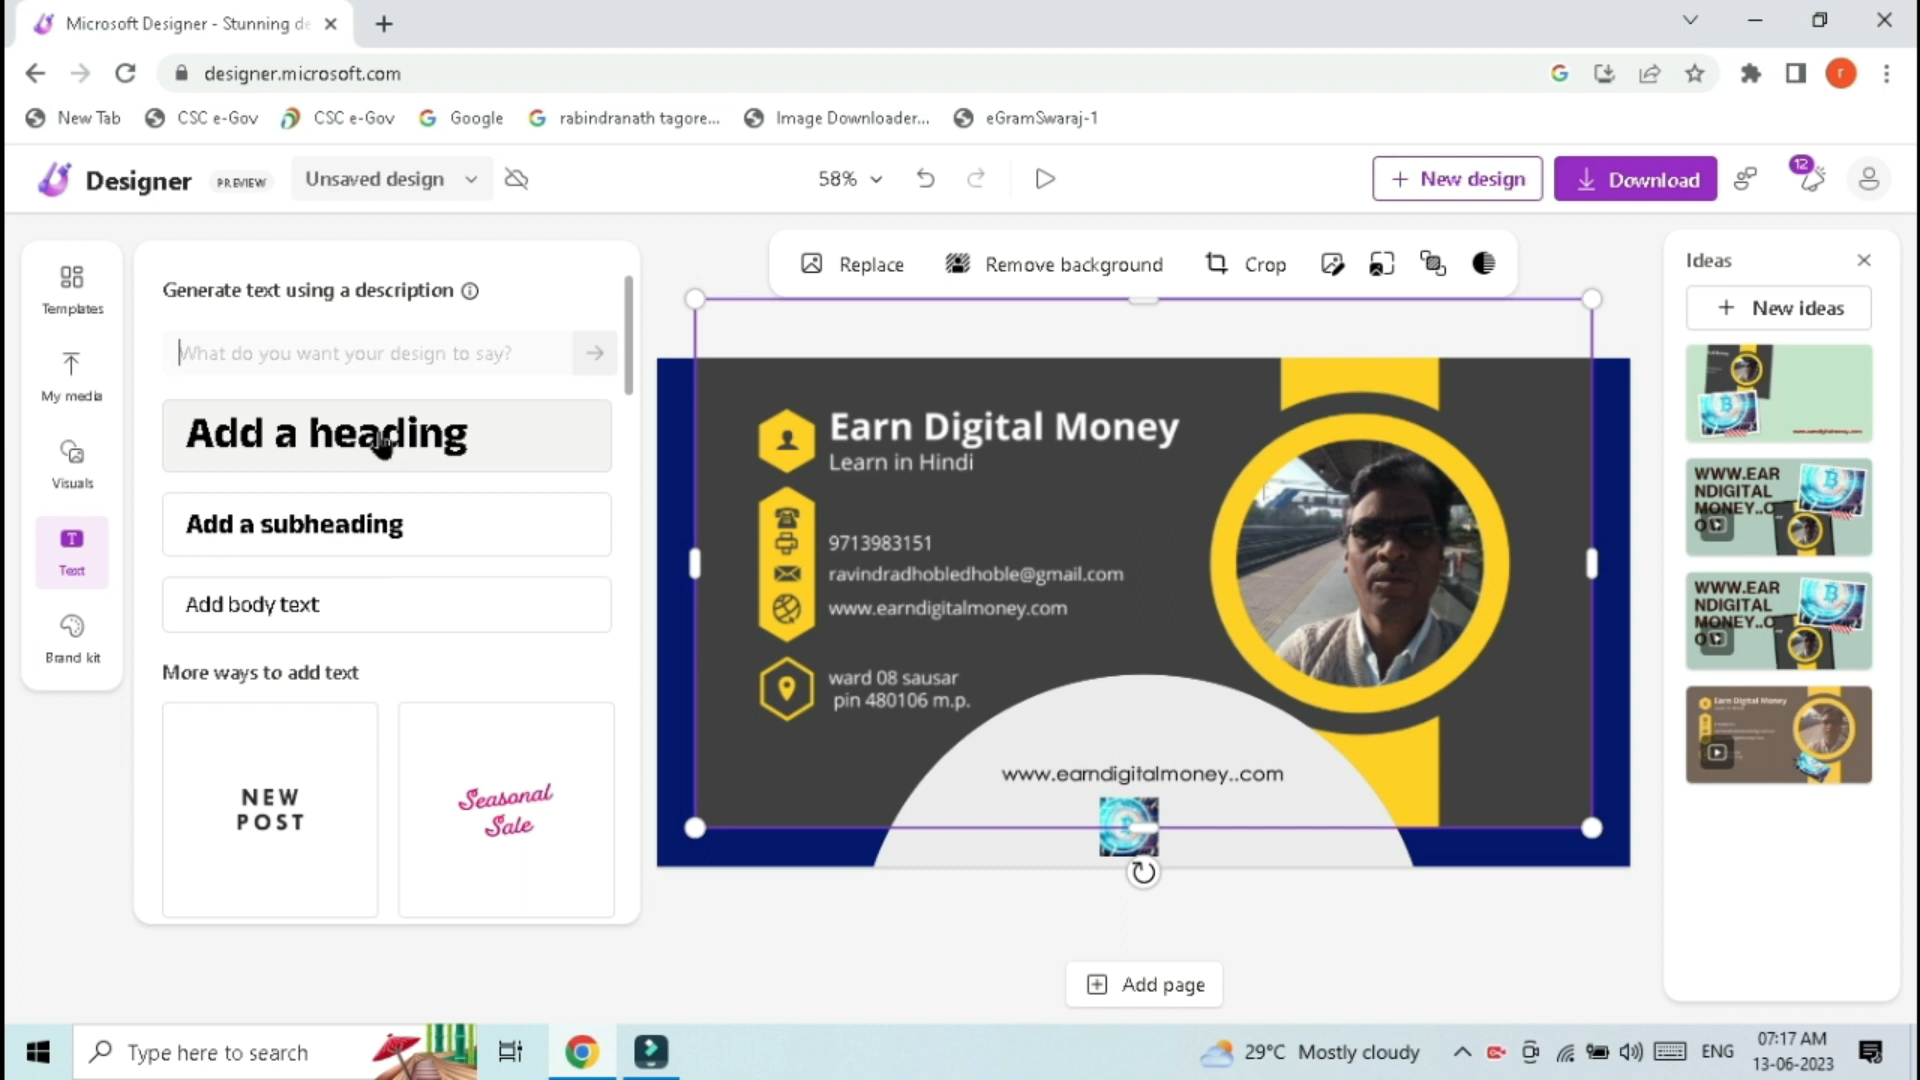 Microsoft Designer - Stunning de
designer.microsoft.com
r
New Tab
CSC e-Gov
CSC e-Gov
Google
rabindranath tagore...
Image Downloader...
eGramSwaraj-1
Designer
PREVIEW
Unsaved design
58%
New design
Download
12
Templates
My media
Visuals
Text
Brand kit
Generate text using a description
What do you want your design to say?
Add a heading
Add a subheading
Add body text
More ways to add text
NEW
POST
Seasonal
Sale
Replace
Remove background
Crop
Earn Digital Money
Learn in Hindi
9713983151
ravindradhobledhoble@gmail.com
www.earndigitalmoney.com
ward 08 sausar
pin 480106 m.p.
www.earndigitalmoney..com
Add page
Ideas
New ideas
WWW.EAR
NDIGITAL
MONEY..C
WWW.EAR
NDIGITAL
MONEY..C
Earn Digital Money
Type here to search
29°C Mostly cloudy
ENG
07:17 AM
13-06-2023